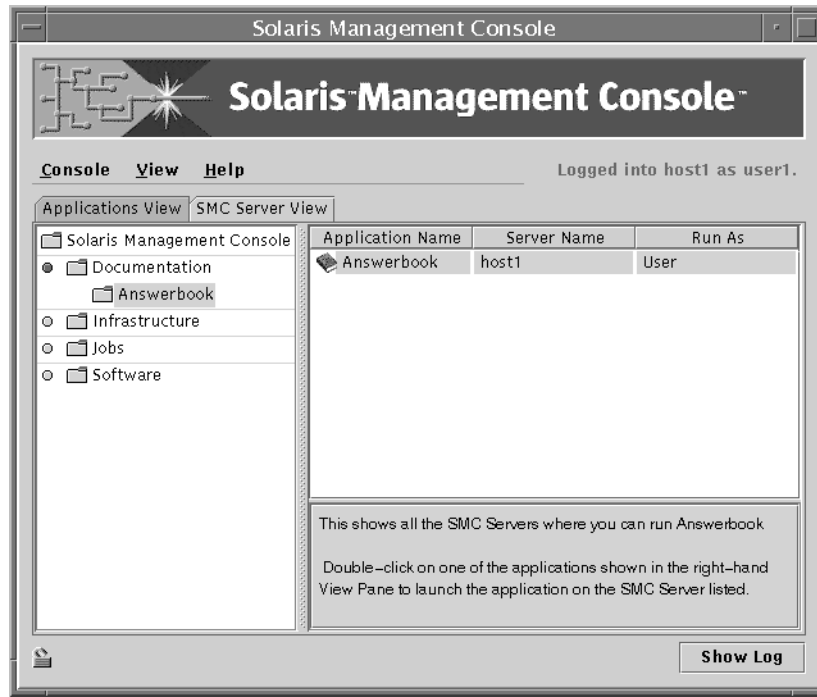 Solaris Management Console
Solaris™Management Console™
Console View Help
Logged into host1 as user1.
Applications View SMC Server View
Solaris Management Console
Documentation
Answerbook
Infrastructure
Jobs
Software
Application Name Server Name Run As
Answerbook host1 User
This shows all the SMC Servers where you can run Answerbook
Double–click on one of the applications shown in the right–hand
View Pane to launch the application on the SMC Server listed.
Show Log